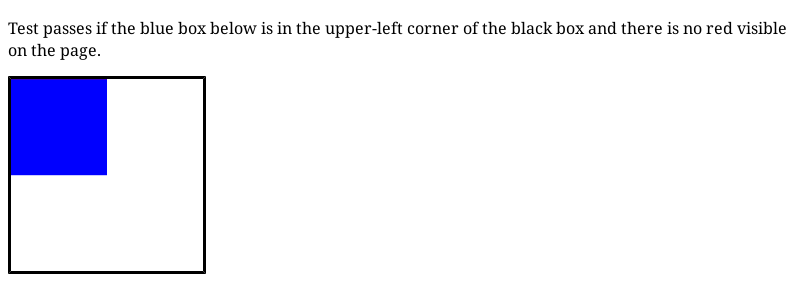 Test passes if the blue box below is in the upper-left corner of the black box and there is no red visible
on the page.